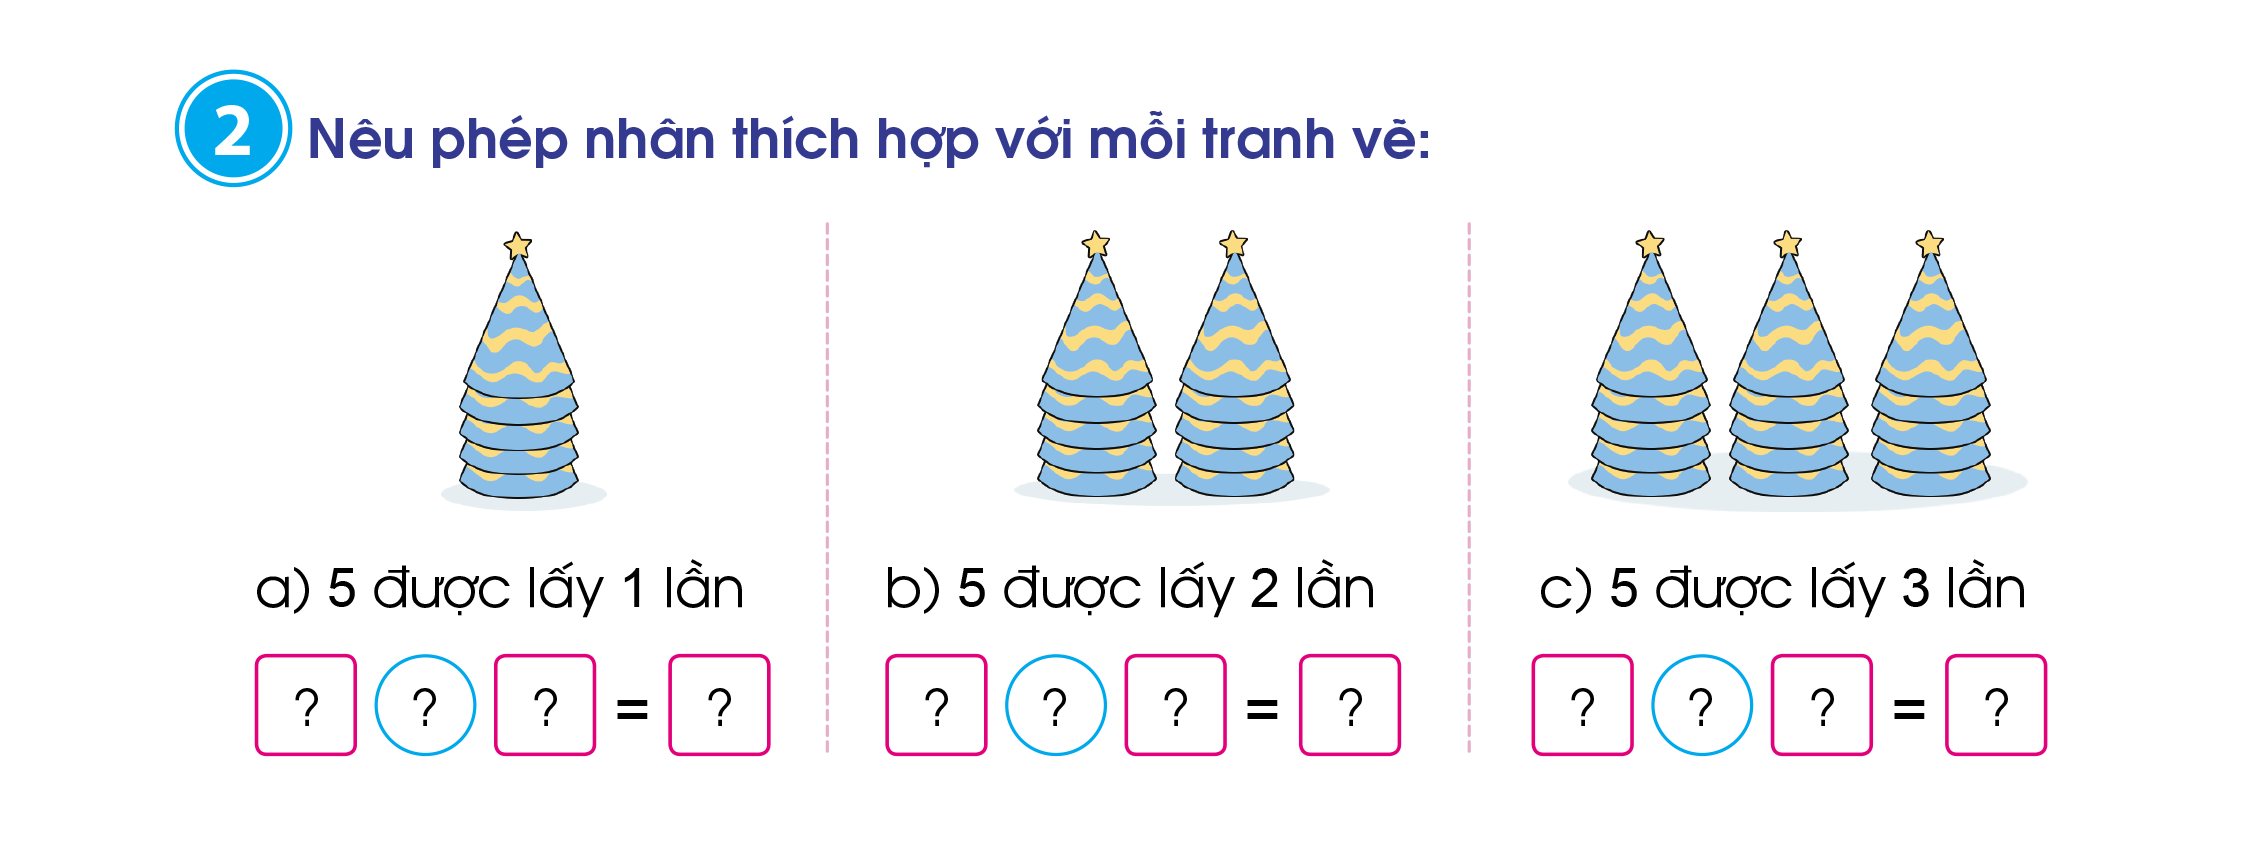 2 Nêu phép nhân thích hợp với mỗi tranh vẽ:
a) 5 được lấy 1 lần
b) 5 được lấy 2 lần
c) 5 được lấy 3 lần
? ? ? = ?
? ? ? = ?
? ? ? = ?